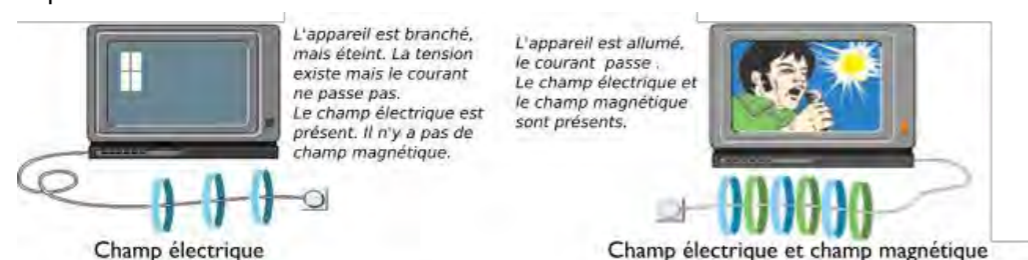 L'appareil est branché,
mais éteint. La tension
existe mais le courant
ne passe pas.
Le champ électrique est
présent. Il n'y a pas de
champ magnétique.
Champ électrique
L'appareil est allumé,
le courant passe .
Le champ électrique et
le champ magnétique
sont présents.
Champ électrique et champ magnétique